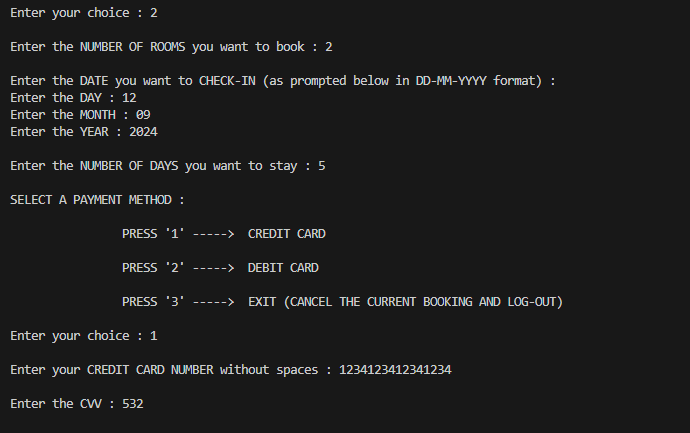 Enter your choice : 2
Enter the NUMBER OF ROOMS you want to book : 2
Enter the DATE you want to CHECK-IN (as prompted below in DD-MM-YYYY format) :
Enter the DAY : 12
Enter the MONTH : 09
Enter the YEAR : 2024
Enter the NUMBER OF DAYS you want to stay : 5
SELECT A PAYMENT METHOD :
PRESS '1' -----> CREDIT CARD
PRESS '2' -----> DEBIT CARD
PRESS '3' -----> EXIT (CANCEL THE CURRENT BOOKING AND LOG-OUT)
Enter your choice : 1
Enter your CREDIT CARD NUMBER without spaces : 1234123412341234
Enter the CVV : 532